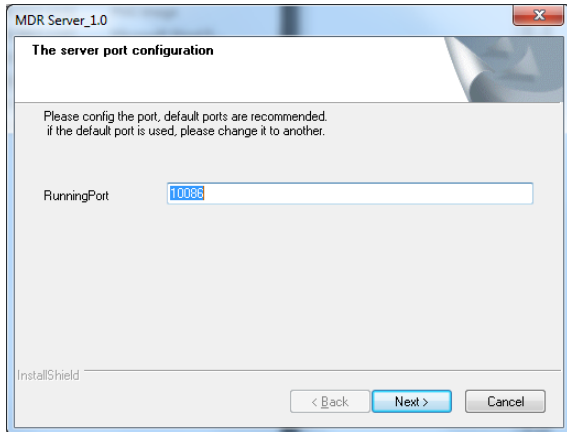 MDR Server_1.0
The server port configuration
Please config the port, default ports are recommended.
if the default port is used, please change it to another.
RunningPort 10086
InstallShield
< Back Next > Cancel